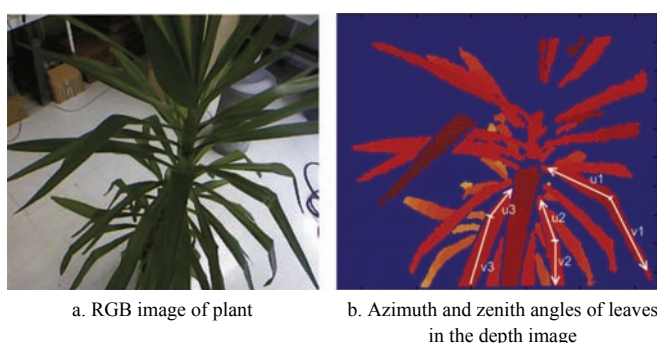 u1
u3
u2
v1
v3
v2
a. RGB image of plant
b. Azimuth and zenith angles of leaves
in the depth image